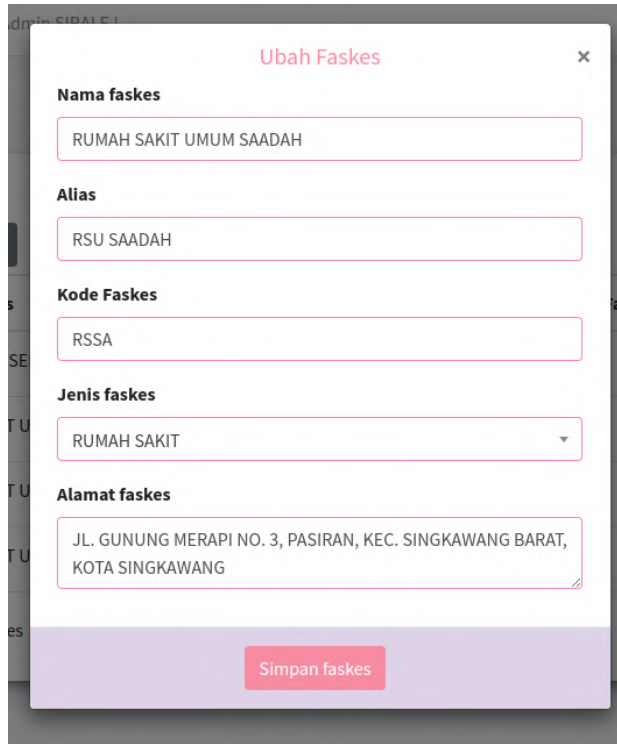 Ubah Faskes ×
Nama faskes
RUMAH SAKIT UMUM SAADAH
Alias
RSU SAADAH
Kode Faskes
RSSA
Jenis faskes
RUMAH SAKIT
Alamat faskes
JL. GUNUNG MERAPI NO. 3, PASIRAN, KEC. SINGKAWANG BARAT,
KOTA SINGKAWANG
Simpan faskes